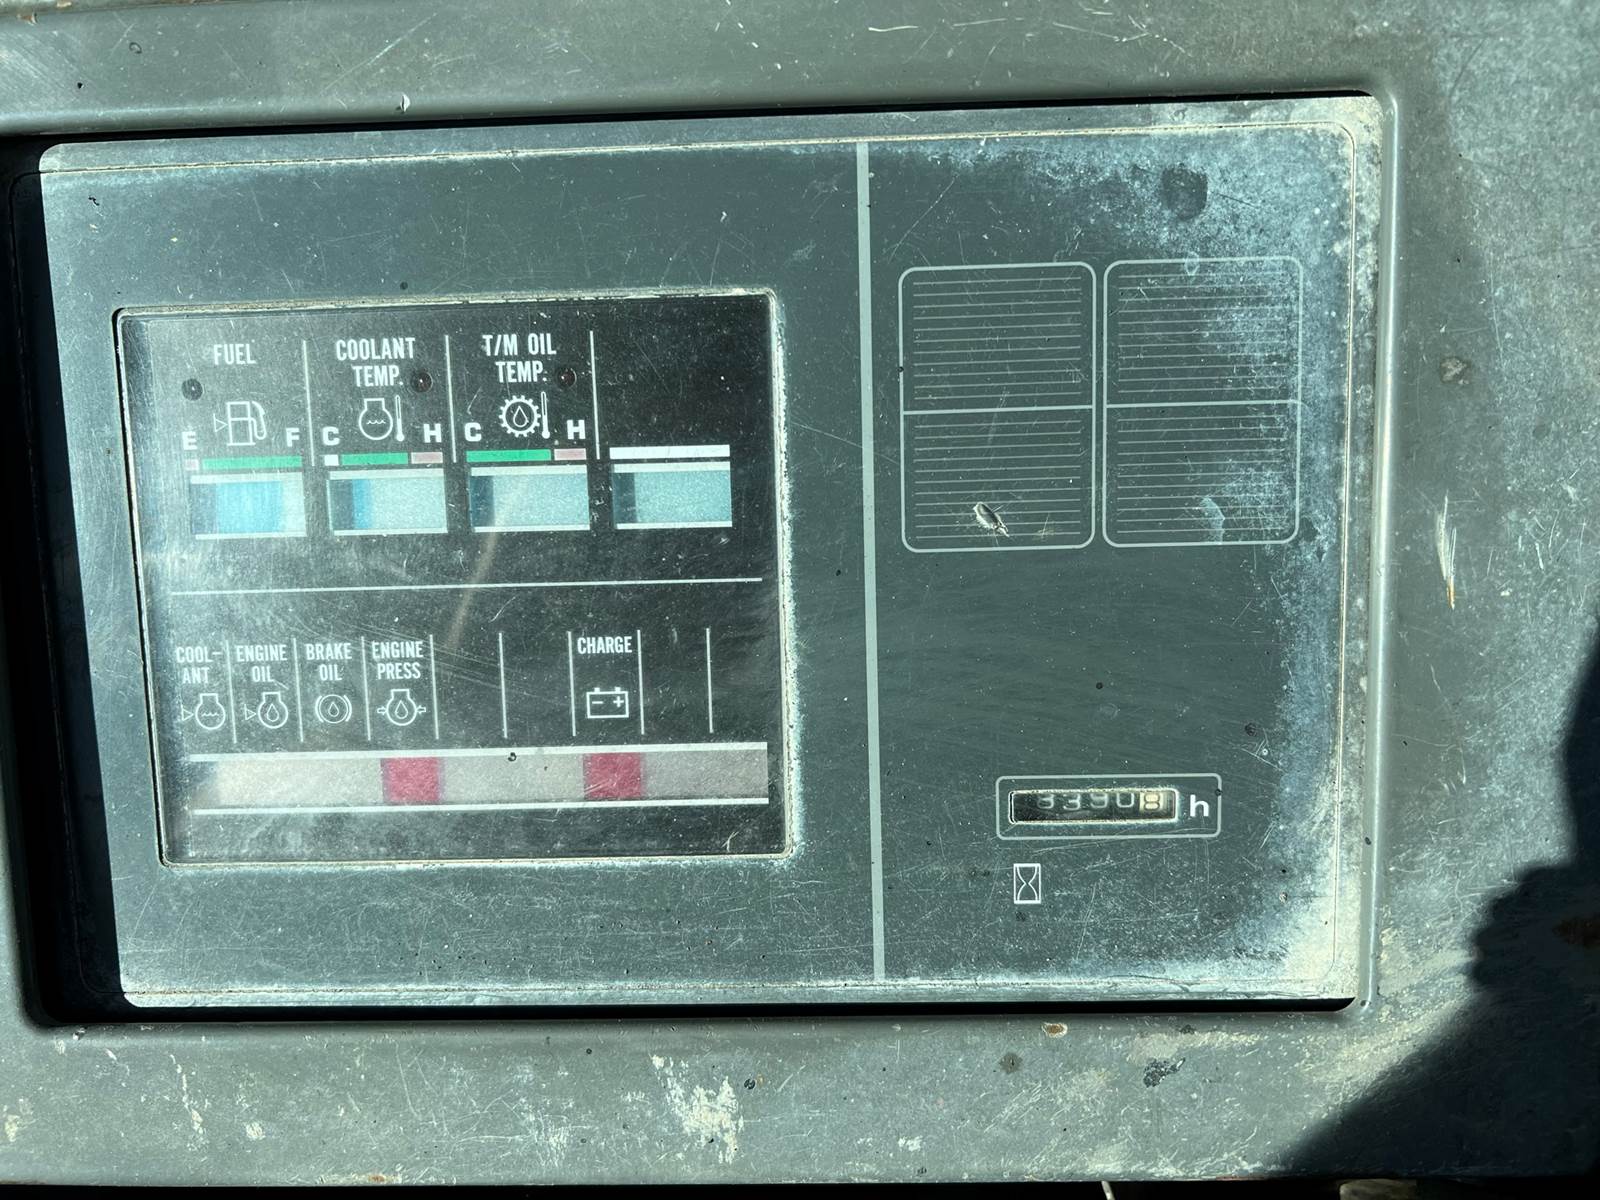 FUEL
COOLANT
TEMP.
T/M OIL
TEMP.
E F
C H
C H
COOL-
ANT
ENGINE
OIL
BRAKE
OIL
ENGINE
PRESS
CHARGE
- +
h